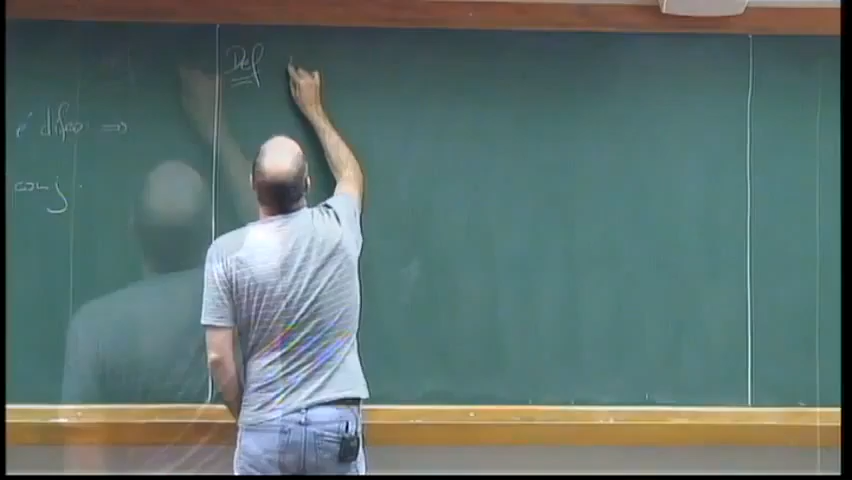 é difeo ⇒
conj.
Def